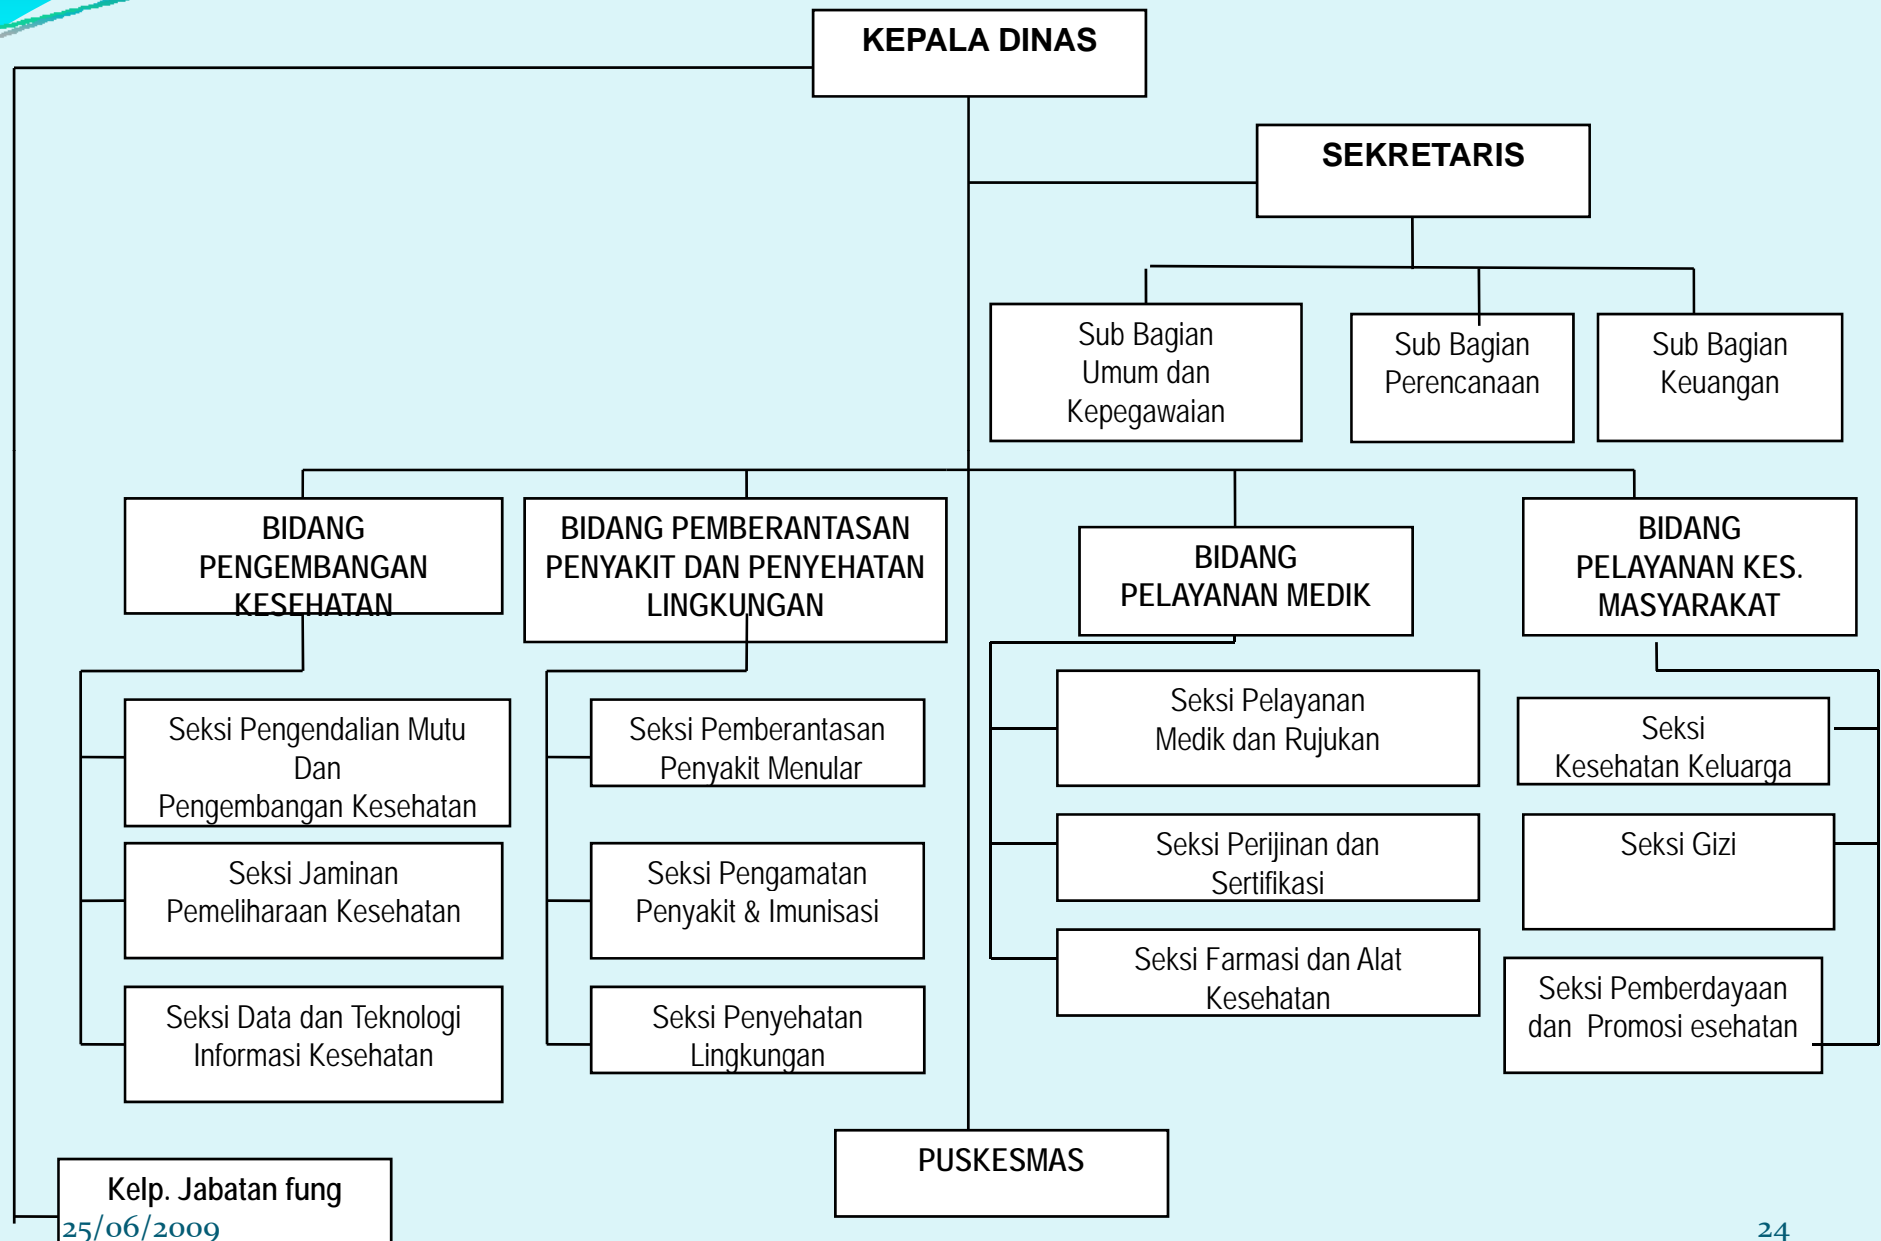 KEPALA DINAS
SEKRETARIS
Sub Bagian
Umum dan
Kepegawaian
Sub Bagian
Perencanaan
Sub Bagian
Keuangan
BIDANG
PENGEMBANGAN
KESEHATAN
BIDANG PEMBERANTASAN
PENYAKIT DAN PENYEHATAN
LINGKUNGAN
BIDANG
PELAYANAN MEDIK
BIDANG
PELAYANAN KES.
MASYARAKAT
Seksi Pengendalian Mutu
Dan
Pengembangan Kesehatan
Seksi Jaminan
Pemeliharaan Kesehatan
Seksi Data dan Teknologi
Informasi Kesehatan
Seksi Pemberantasan
Penyakit Menular
Seksi Pengamatan
Penyakit & Imunisasi
Seksi Penyehatan
Lingkungan
Seksi Pelayanan
Medik dan Rujukan
Seksi Perijinan dan
Sertifikasi
Seksi Farmasi dan Alat
Kesehatan
Seksi
Kesehatan Keluarga
Seksi Gizi
Seksi Pemberdayaan
dan Promosi esehatan
PUSKESMAS
Kelp. Jabatan fung
25/06/2009
24